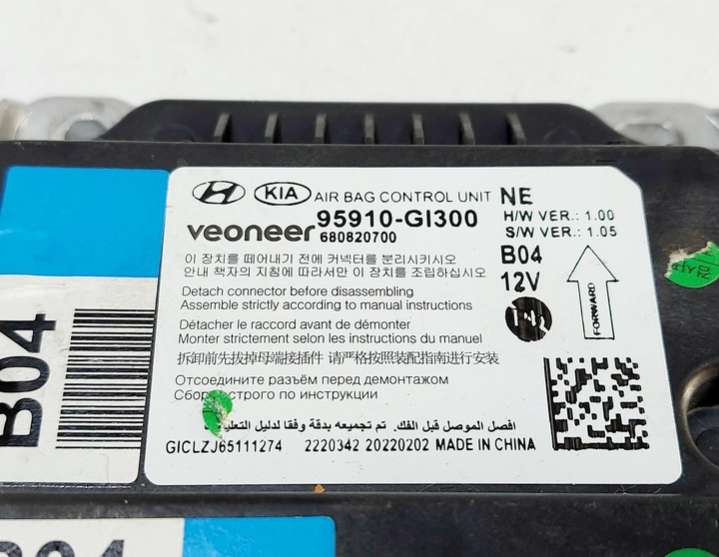 KIA AIR BAG CONTROL UNIT NE
veoneer 95910-GI300 H/W VER.: 1.00
680820700 S/W VER.: 1.05
이 장치를 떼어내기 전에 커넥터를 분리시키시오 B04
안내 책자의 지침에 따라서만 이 장치를 조립하십시오 12V
Detach connector before disassembling
Assemble strictly according to manual instructions
FORWARD
Détacher le raccord avant de démonter
Monter strictement selon les instructions du manuel
拆卸前先拔掉母端接插件 请严格按照装配指南进行安装
Отсоедините разъём перед демонтажом
строго по инструкции
افصل الموصل قبل الفك. تم تجميعه بدقة وفقا لدليل
GICLZJ65111274 2220342 20220202 MADE IN CHINA
B04